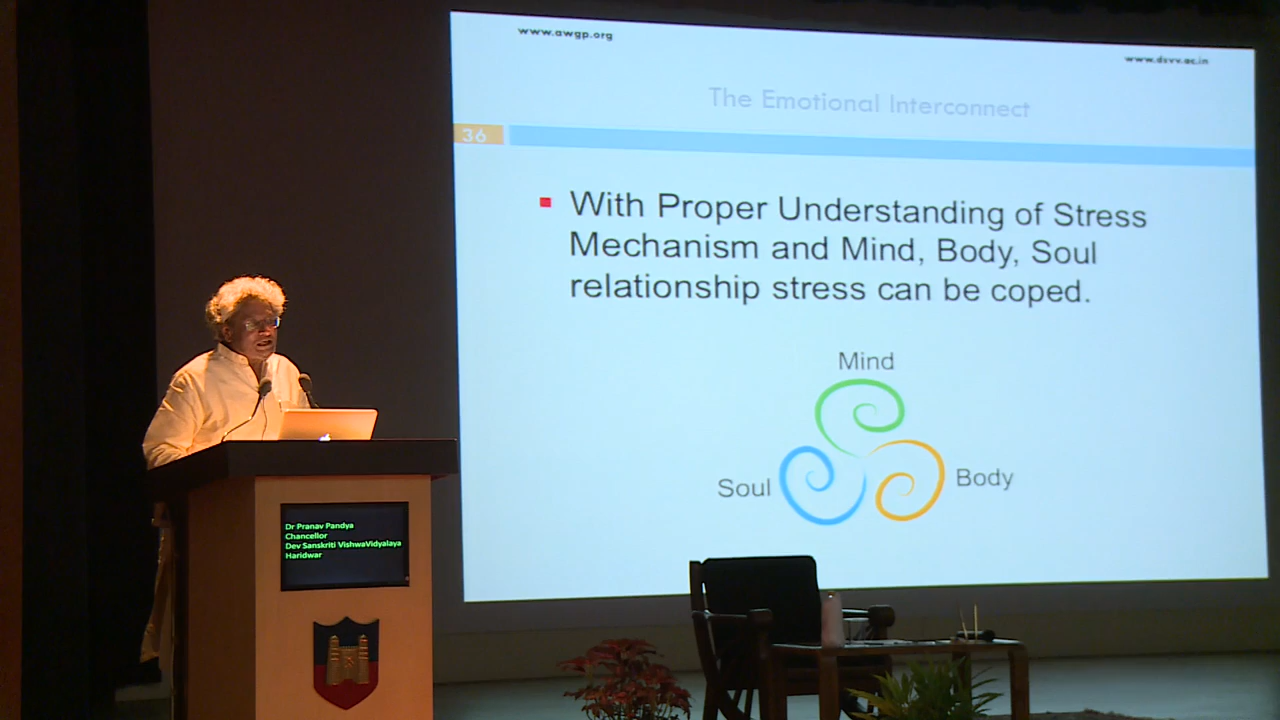 www.awgp.org
www.dsvv.ac.in
The Emotional Interconnect
36
With Proper Understanding of Stress
Mechanism and Mind, Body, Soul
relationship stress can be coped.
Mind
Soul
Body
Dr Pranav Pandya
Chancellor
Dev Sanskriti VishwaVidyalaya
Haridwar